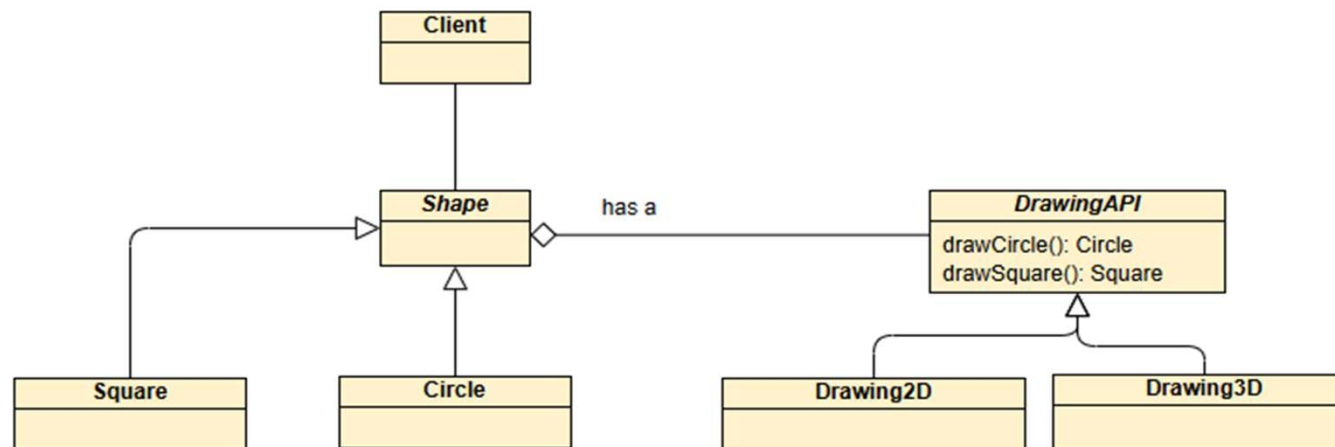 Client
Shape
has a
DrawingAPI
drawCircle(): Circle
drawSquare(): Square
Square
Circle
Drawing2D
Drawing3D